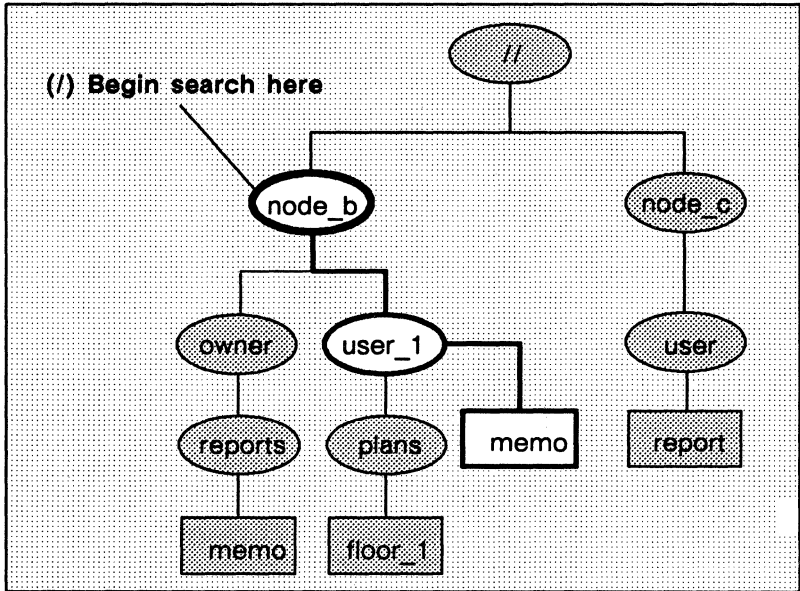 //
(/) Begin search here
node_b
node_c
owner
user_1
user
reports
plans
memo
report
memo
floor_1